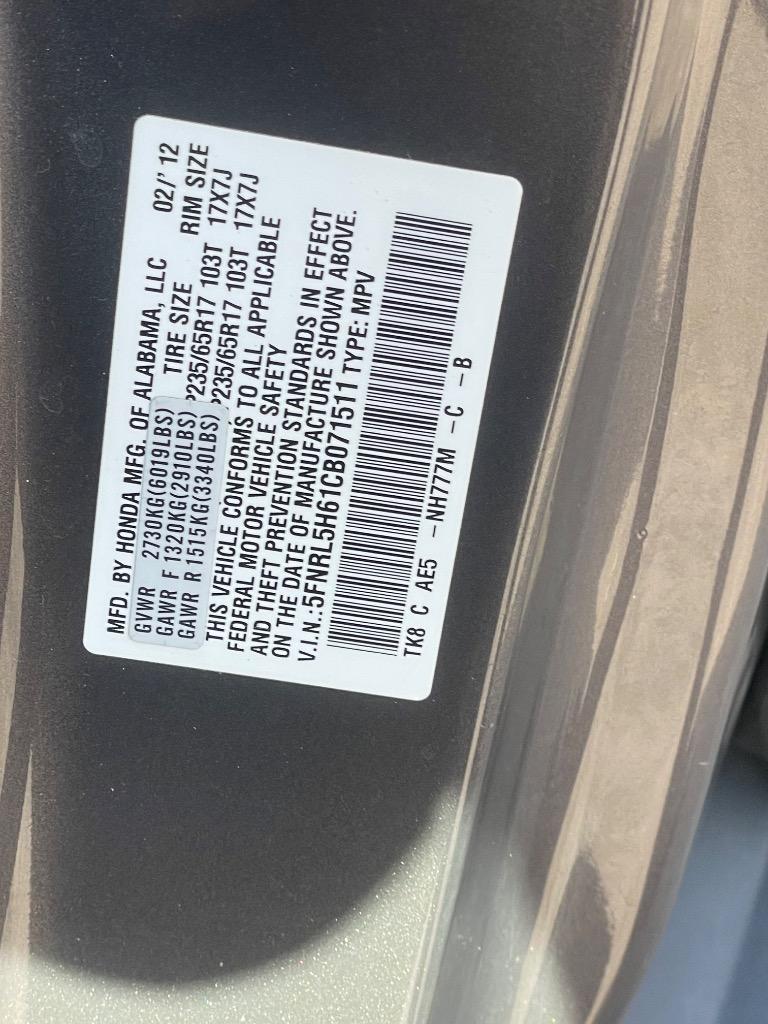 MFD. BY HONDA MFG. OF ALABAMA, LLC 02/' 12
GVWR 2730KG(6019LBS) TIRE SIZE RIM SIZE
GAWR F 1320KG(2910LBS) P235/65R17 103T 17X7J
GAWR R 1515KG(3340LBS) P235/65R17 103T 17X7J
THIS VEHICLE CONFORMS TO ALL APPLICABLE
FEDERAL MOTOR VEHICLE SAFETY
AND THEFT PREVENTION STANDARDS IN EFFECT
ON THE DATE OF MANUFACTURE SHOWN ABOVE.
V.I.N.:5FNRL5H61CB071511 TYPE: MPV
TK8 C AE5 -NH777M -C -B